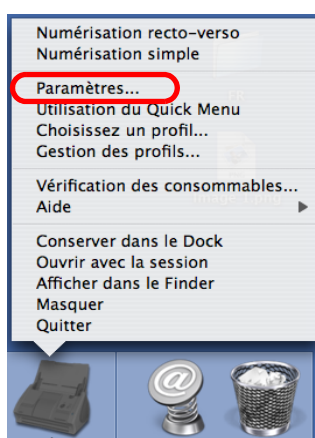 Numérisation recto-verso
Numérisation simple
Paramètres...
Utilisation du Quick Menu
Choisissez un profil...
Gestion des profils...
Vérification des consommables...
Aide
Conserver dans le Dock
Ouvrir avec la session
Afficher dans le Finder
Masquer
Quitter
@